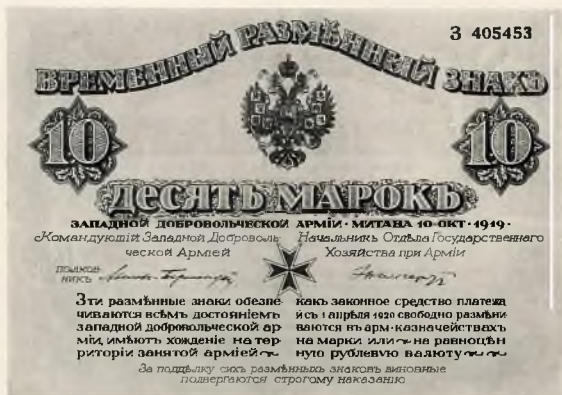 З 405453
ВРЕМЕННЫЙ РАЗМѢННЫЙ ЗНАКЪ
10 10
ДЕСЯТЬ МАРОКЪ
ЗАПАДНОЙ ДОБРОВОЛЬЧЕСКОЙ АРМІИ · МИТАВА 10·ОКТ·1919·
Командующій Западной Доброволь
ческой Арміей
полков
никъ
Начальникъ Отдѣла Государственнаго
Хозяйства при Арміи
Эти размѣнные знаки обезпе-
чиваются всѣмъ достояніемъ
западной добровольческой ар-
міи, имѣютъ хожденіе на тер-
риторіи занятой арміей
какъ законное средство платежа
и съ 1 апрѣля 1920 свободно размѣни-
ваются въ арм·казначействахъ
на марки или на равноцѣн
ную рублевую валюту
За поддѣлку сихъ размѣнныхъ знаковъ виновные
подвергаются строгому наказанію